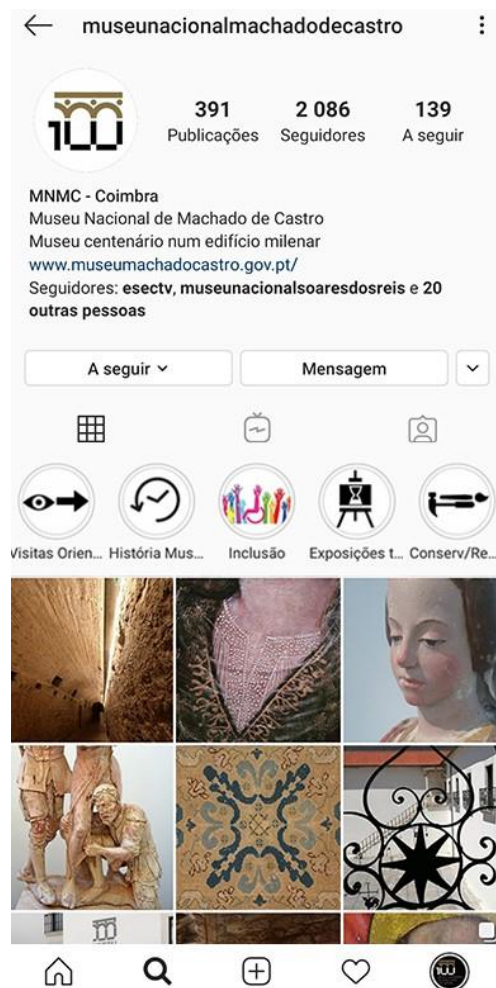 museunacionalmachadodecastro
100
391 2 086 139
Publicações Seguidores A seguir
MNMC - Coimbra
Museu Nacional de Machado de Castro
Museu centenário num edifício milenar
www.museumachadocastro.gov.pt/
Seguidores: esectv, museunacionalsoaresdosreis e 20
outras pessoas
A seguir Mensagem
Visitas Orien... História Mus... Inclusão Exposições t... Conserv/Re...